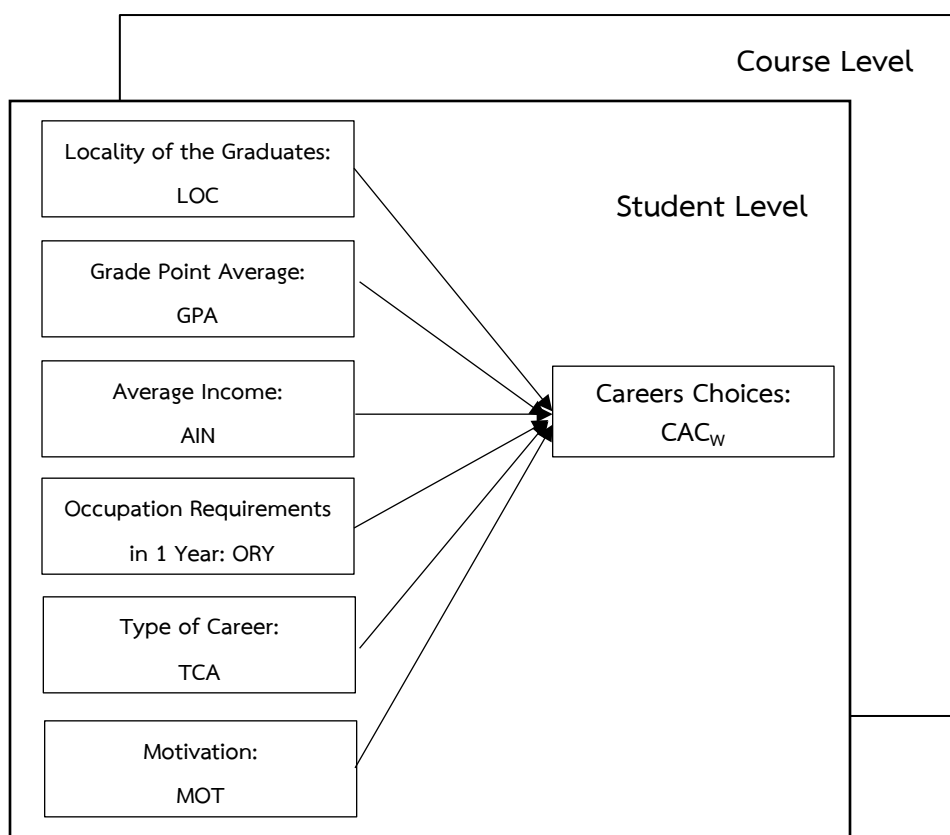 Course Level
Student Level
Locality of the Graduates:
LOC
Grade Point Average:
GPA
Average Income:
AIN
Occupation Requirements
in 1 Year: ORY
Type of Career:
TCA
Motivation:
MOT
Careers Choices:
CACw